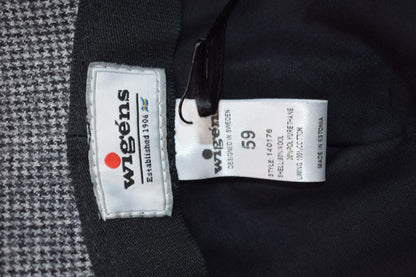 wigéns
Established 1906
wigéns
DESIGNED IN SWEDEN
59
STYLE: 140176
SHELL: 80% WOOL
20% POLYURETHANE
LINING: 100% COTTON
MADE IN ESTONIA